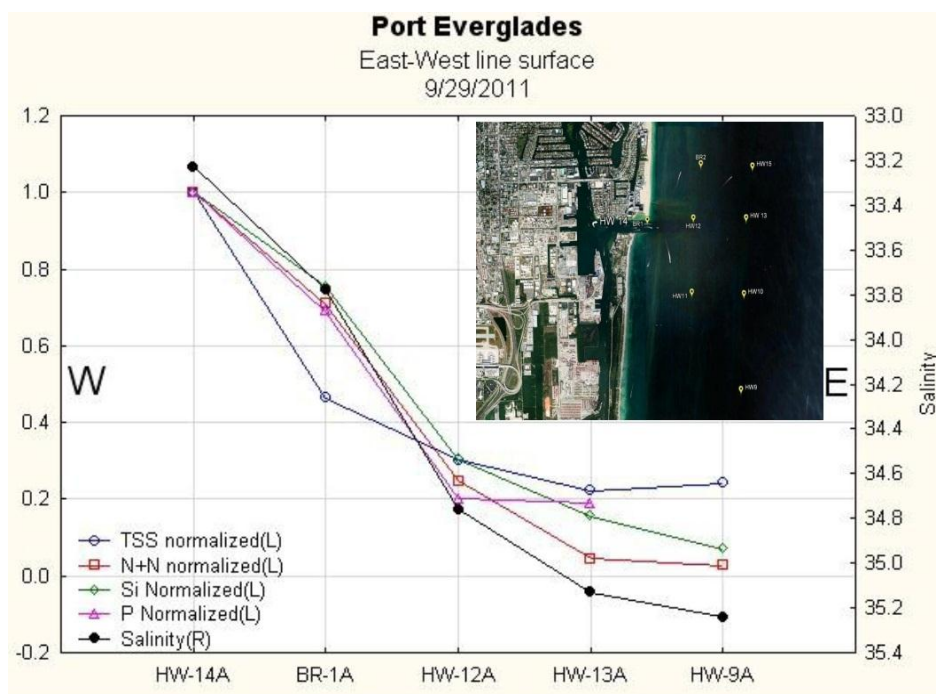 Port Everglades
East-West line surface
9/29/2011
1.2
1.0
0.8
0.6
0.4
0.2
0.0
-0.2
W
E
33.0
33.2
33.4
33.6
33.8
34.0
34.2
34.4
34.6
34.8
35.0
35.2
35.4
Salinity
BR2
HW15
HW 14
BR1
HW12
HW 13
HW11
HW10
HW9
TSS normalized(L)
N+N normalized(L)
Si Normalized(L)
P Normalized(L)
Salinity(R)
HW-14A BR-1A HW-12A HW-13A HW-9A